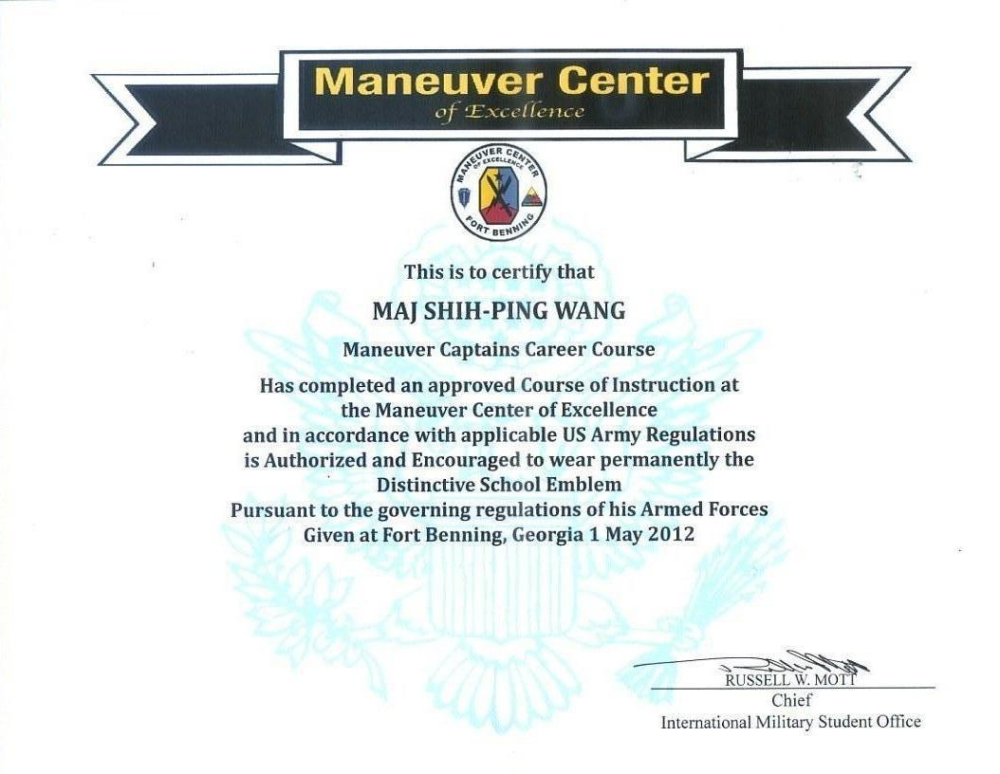 Maneuver Center
of Excellence
MANEUVER CENTER
OF EXCELLENCE
FORT BENNING
This is to certify that
MAJ SHIH-PING WANG
Maneuver Captains Career Course
Has completed an approved Course of Instruction at
the Maneuver Center of Excellence
and in accordance with applicable US Army Regulations
is Authorized and Encouraged to wear permanently the
Distinctive School Emblem
Pursuant to the governing regulations of his Armed Forces
Given at Fort Benning, Georgia 1 May 2012
RUSSELL W. MOTT
Chief
International Military Student Office